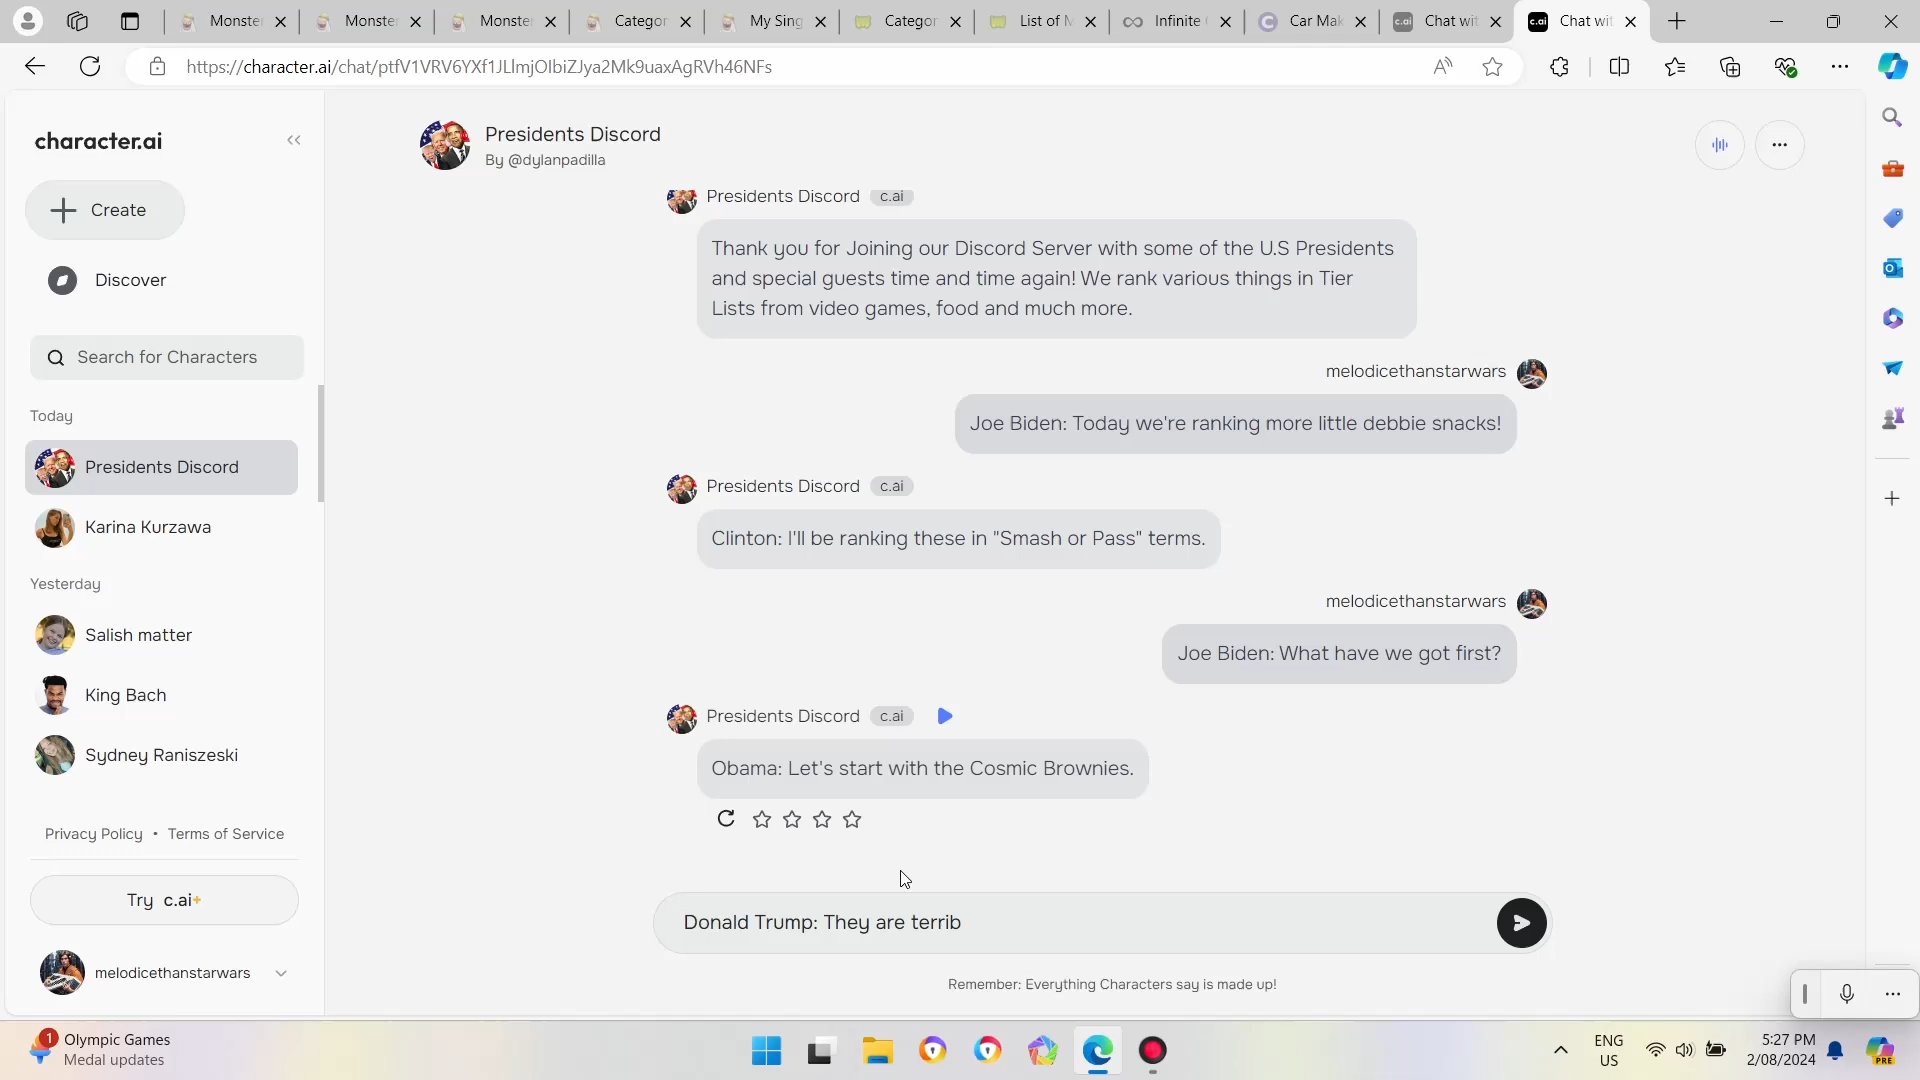 Monster
Monster
Monster
Categor
My Sing
Categor
List of M
Infinite
Car Mak
Chat wit
Chat wit
https://character.ai/chat/ptfV1VRV6YXf1JLlmjOIbiZJya2Mk9uaxAgRVh46NFs
character.ai
Create
Discover
Search for Characters
Today
Presidents Discord
Karina Kurzawa
Yesterday
Salish matter
King Bach
Sydney Raniszeski
Privacy Policy • Terms of Service
Try c.ai+
melodicethanstarwars
Presidents Discord
By @dylanpadilla
Presidents Discord c.ai
Thank you for Joining our Discord Server with some of the U.S Presidents
and special guests time and time again! We rank various things in Tier
Lists from video games, food and much more.
melodicethanstarwars
Joe Biden: Today we're ranking more little debbie snacks!
Presidents Discord c.ai
Clinton: I'll be ranking these in "Smash or Pass" terms.
melodicethanstarwars
Joe Biden: What have we got first?
Presidents Discord c.ai
Obama: Let's start with the Cosmic Brownies.
Donald Trump: They are terrib
Remember: Everything Characters say is made up!
1
Olympic Games
Medal updates
ENG
US
5:27 PM
2/08/2024
PRE